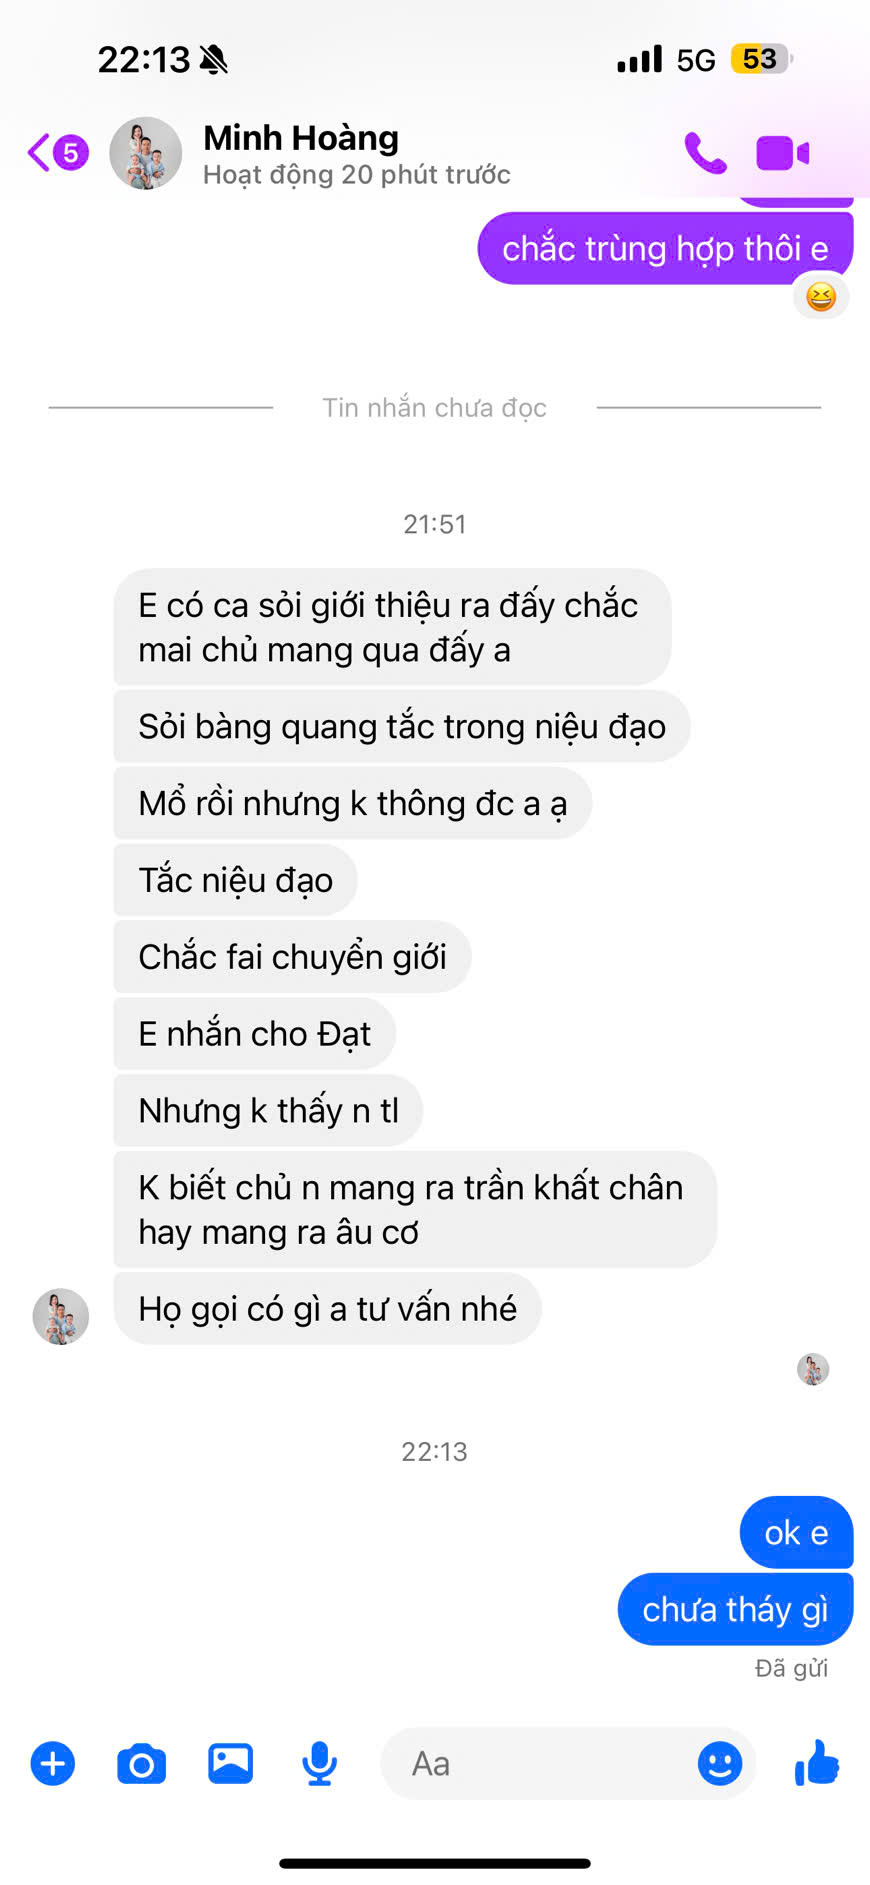 22:13
5G
53
5
Minh Hoàng
Hoạt động 20 phút trước
chắc trùng hợp thôi e
Tin nhắn chưa đọc
21:51
E có ca sỏi giới thiệu ra đấy chắc
mai chủ mang qua đấy a
Sỏi bàng quang tắc trong niệu đạo
Mổ rồi nhưng k thông đc a ạ
Tắc niệu đạo
Chắc fai chuyển giới
E nhắn cho Đạt
Nhưng k thấy n tl
K biết chủ n mang ra trần khất chân
hay mang ra âu cơ
Họ gọi có gì a tư vấn nhé
22:13
ok e
chưa tháy gì
Đã gửi
Aa